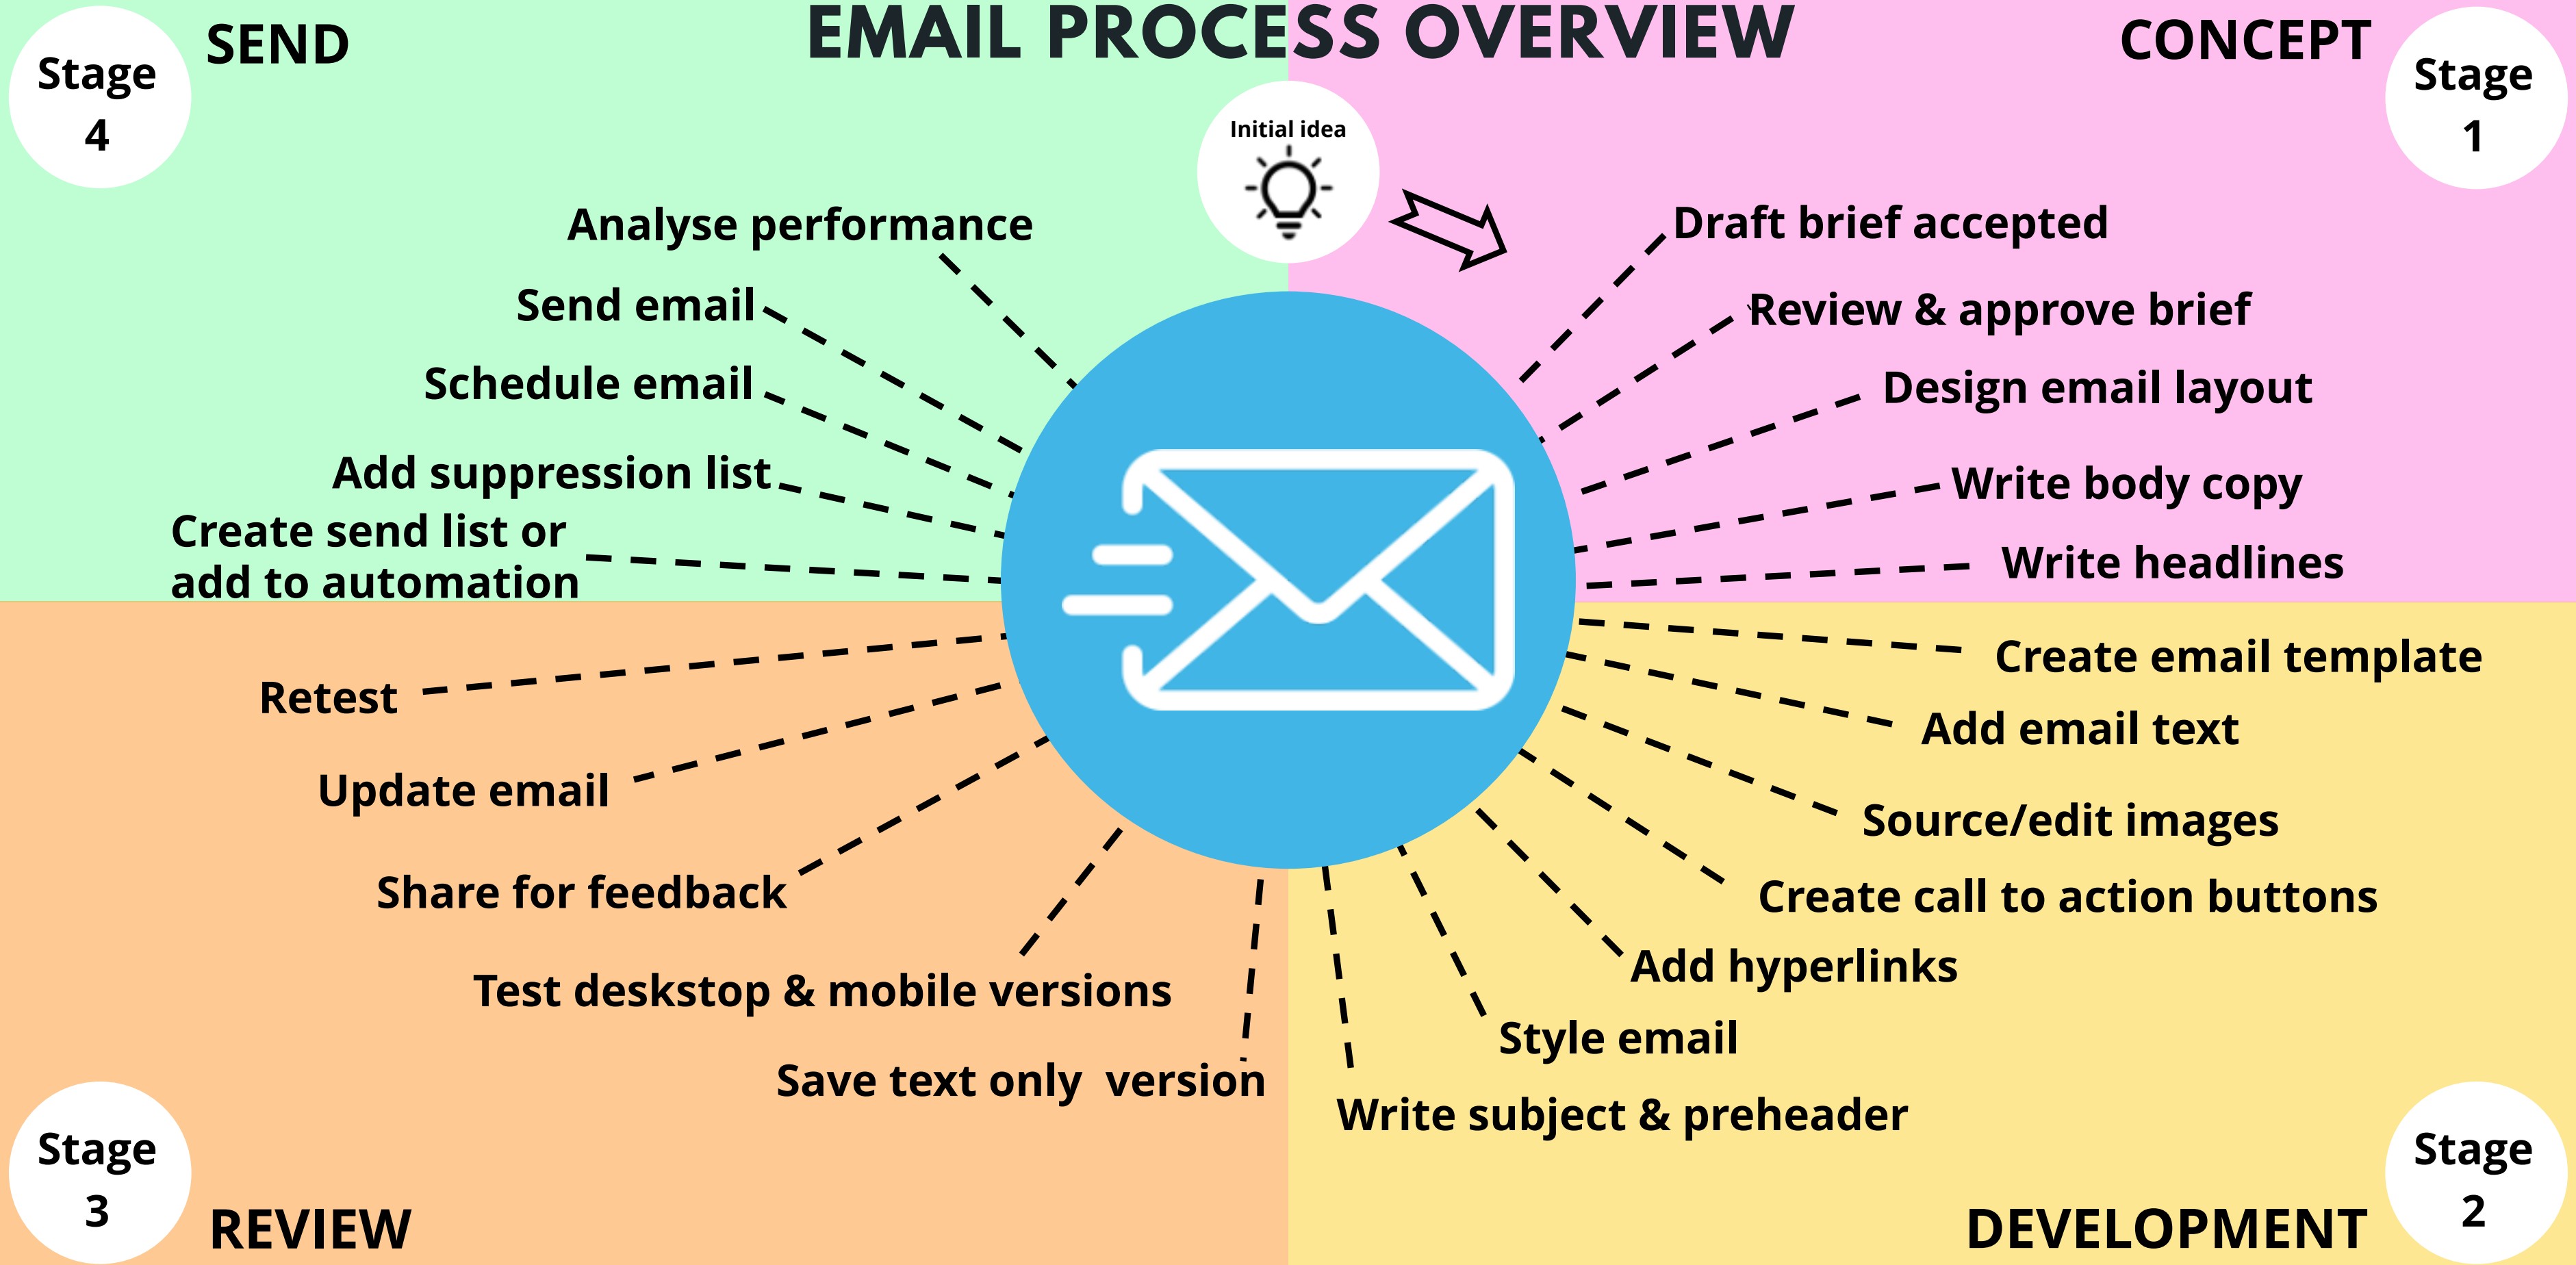 EMAIL PROCESS OVERVIEW
Initial idea
CONCEPT
Stage
1
Draft brief accepted
Review & approve brief
Design email layout
Write body copy
Write headlines
Create email template
Add email text
Source/edit images
Create call to action buttons
Add hyperlinks
Style email
Write subject & preheader
DEVELOPMENT
Stage
2
Save text only  version
Test deskstop & mobile versions
Share for feedback
Update email
Retest
Stage
3
REVIEW
Create send list or
add to automation
Add suppression list
Schedule email
Send email
Analyse performance
Stage
4
SEND